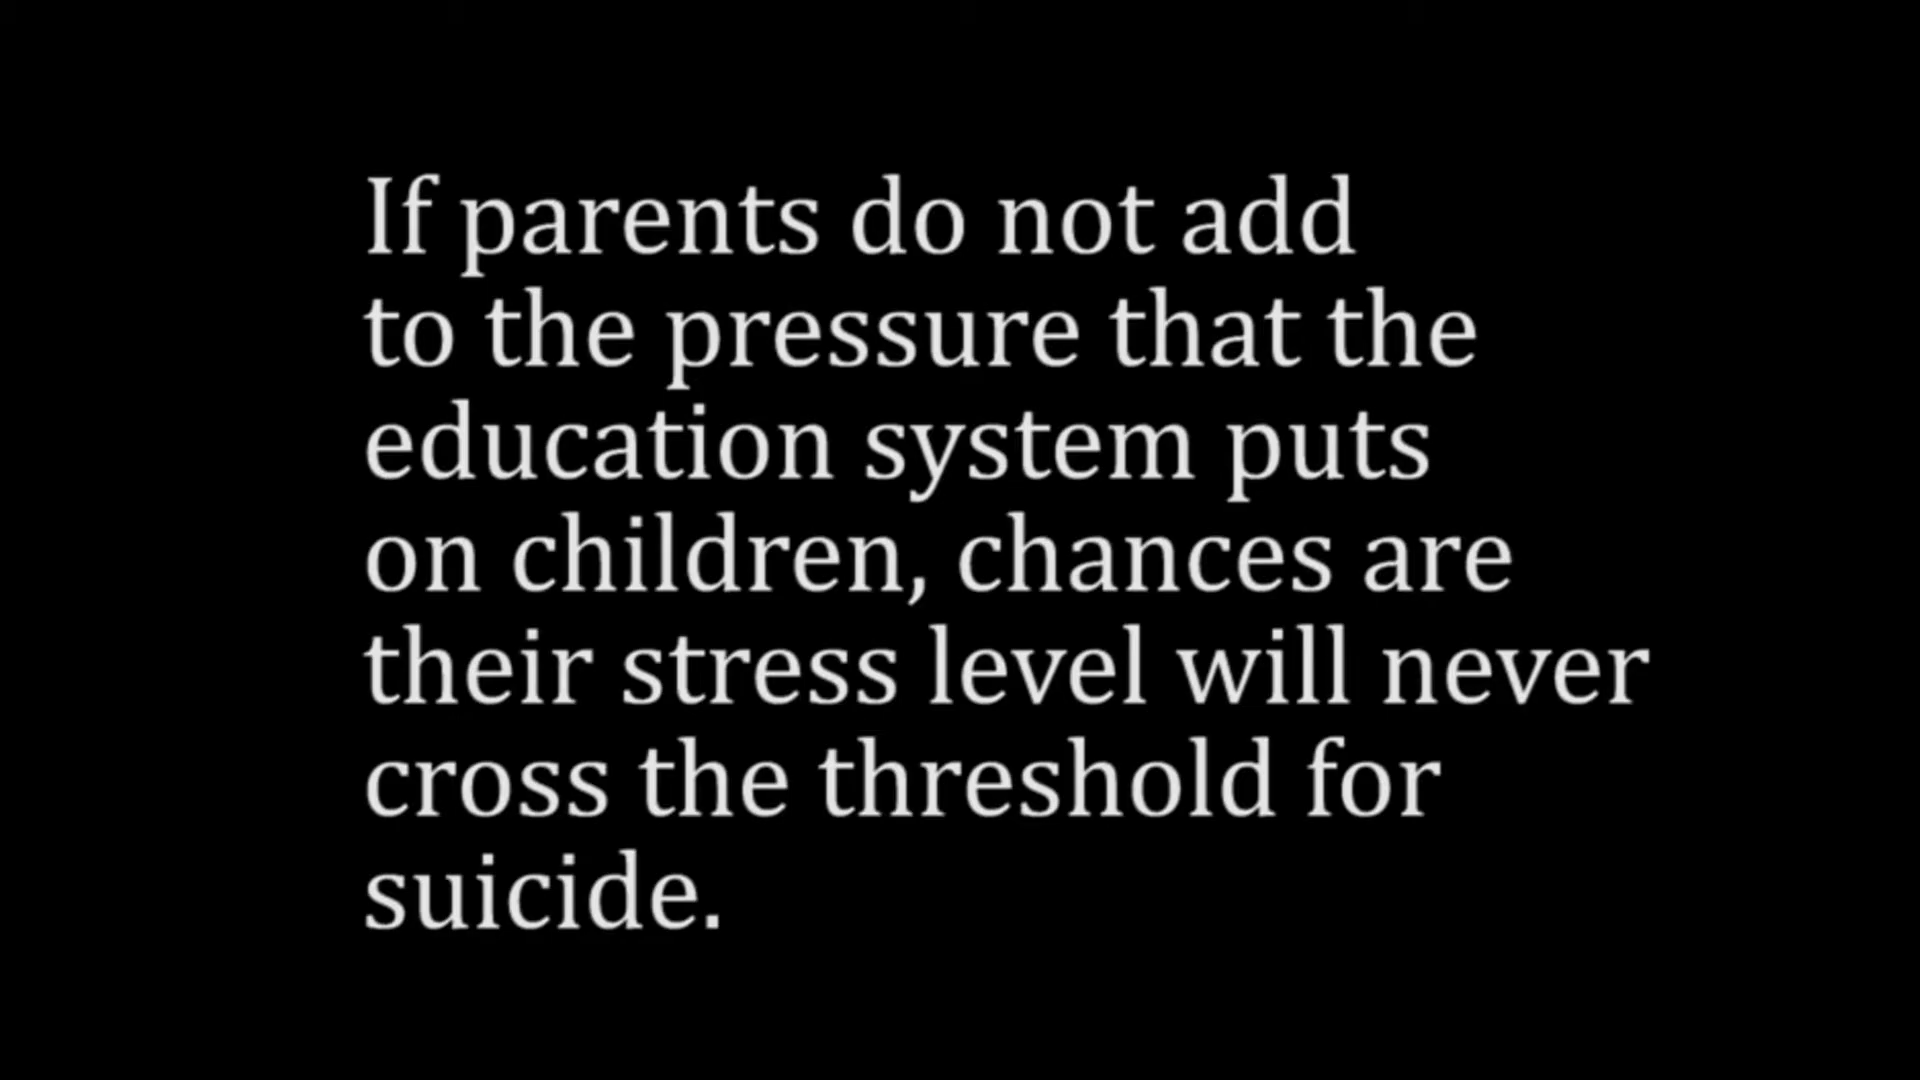 If parents do not add
to the pressure that the
education system puts
on children, chances are
their stress level will never
cross the threshold for
suicide.